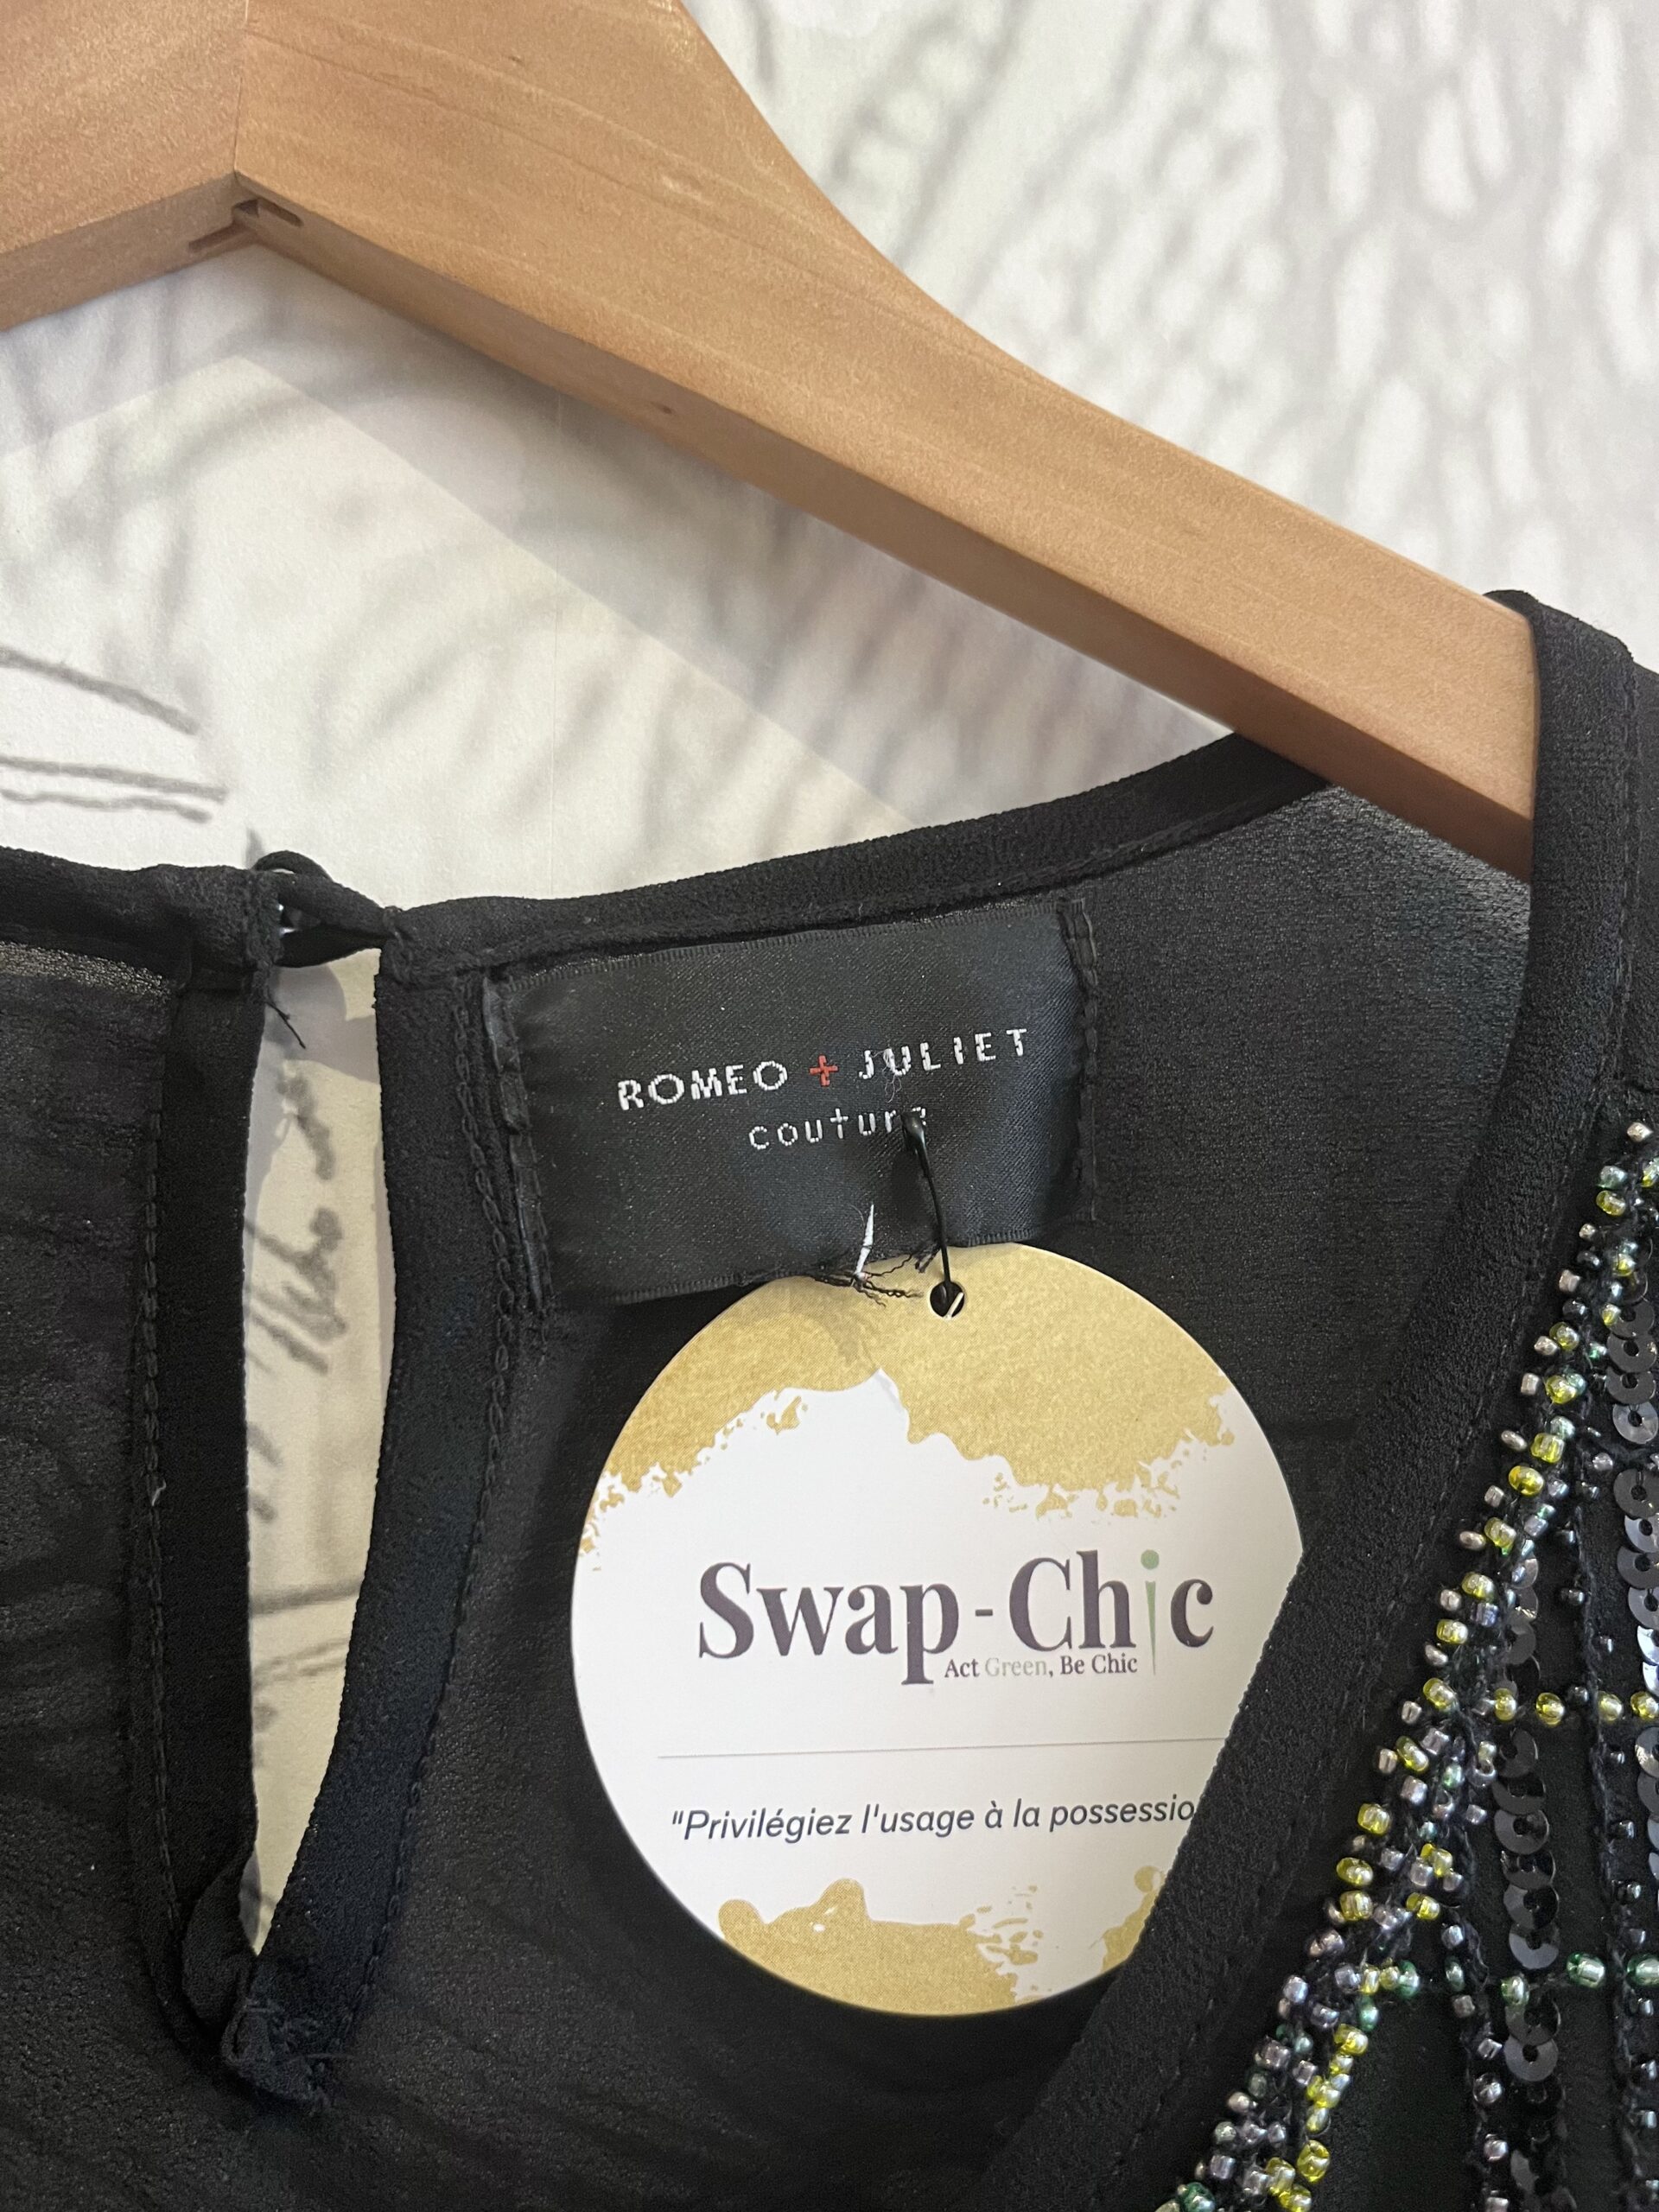 ROMEO + JULIET
couture
Swap-Chic
Act Green, Be Chic
"Privilégiez l'usage à la possessio